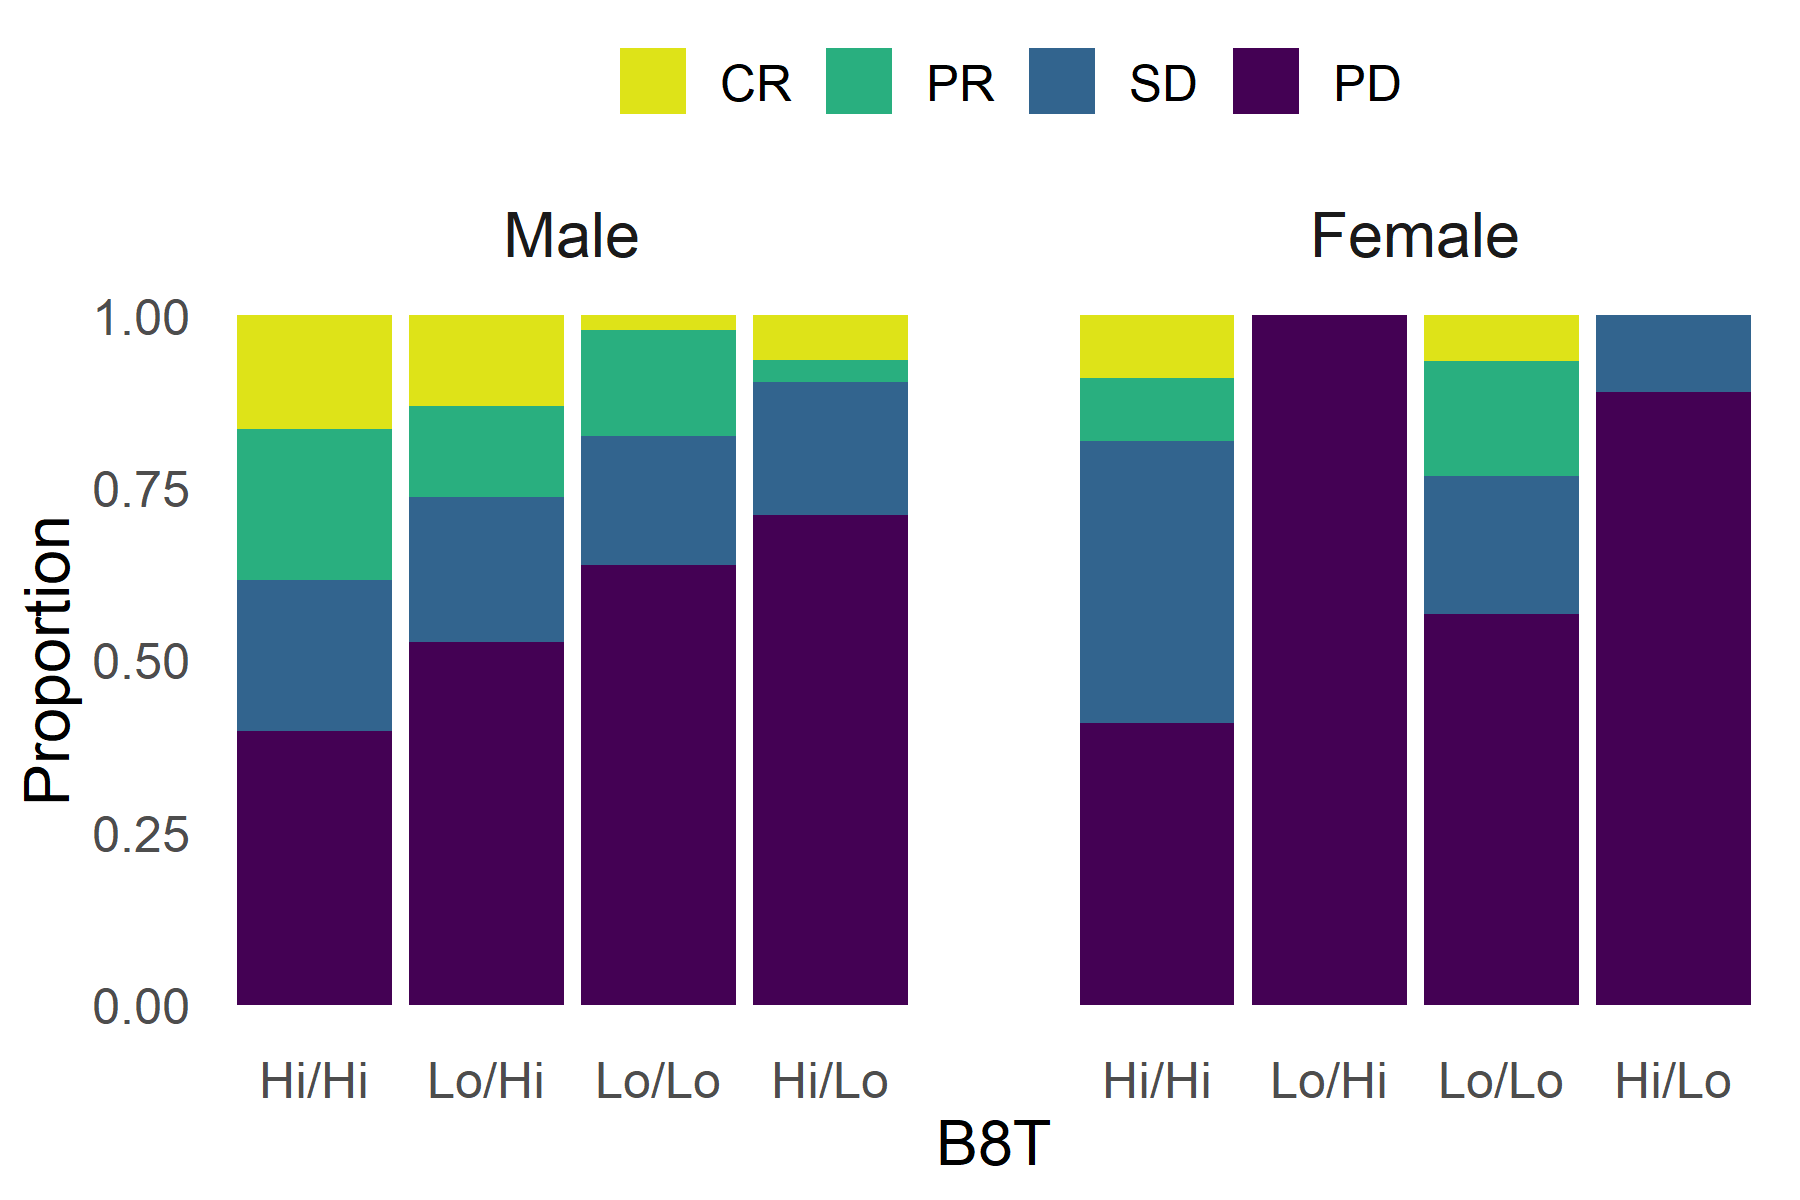 CR PR SD PD
Male Female
1.00
0.75
0.50
0.25
0.00
Proportion
Hi/Hi Lo/Hi Lo/Lo Hi/Lo Hi/Hi Lo/Hi Lo/Lo Hi/Lo
B8T